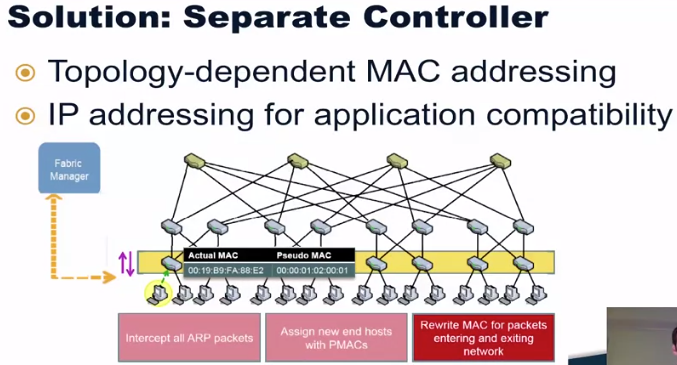 Solution: Separate Controller
Topology-dependent MAC addressing
IP addressing for application compatibility
Fabric
Manager
Actual MAC Pseudo MAC
00:19:B9:FA:88:E2 00:00:01:02:00:01
Intercept all ARP packets
Assign new end hosts
with PMACs
Rewrite MAC for packets
entering and exiting
network